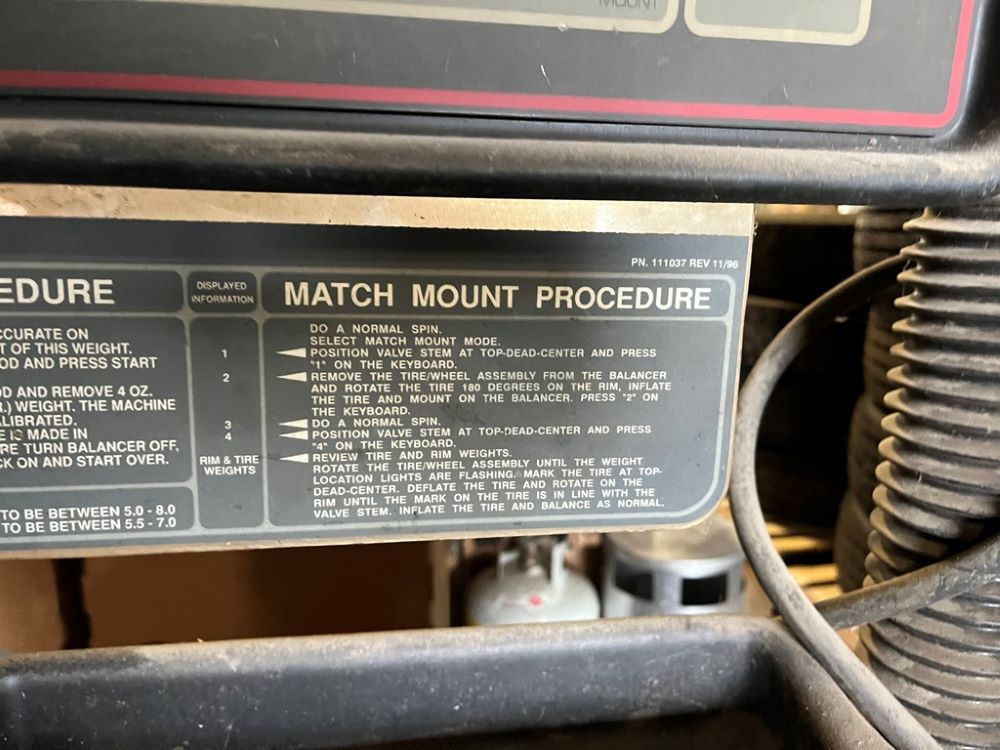 MOUNT
PN. 111037 REV 11/96
EDURE
CCURATE ON
T OF THIS WEIGHT.
OD AND PRESS START
OD AND REMOVE 4 OZ.
.) WEIGHT. THE MACHINE
ALIBRATED.
E IS MADE IN
RE TURN BALANCER OFF,
CK ON AND START OVER.
TO BE BETWEEN 5.0 - 8.0
TO BE BETWEEN 5.5 - 7.0
DISPLAYED
INFORMATION
MATCH MOUNT PROCEDURE
DO A NORMAL SPIN.
SELECT MATCH MOUNT MODE.
1 POSITION VALVE STEM AT TOP-DEAD-CENTER AND PRESS
"1" ON THE KEYBOARD.
2 REMOVE THE TIRE/WHEEL ASSEMBLY FROM THE BALANCER
AND ROTATE THE TIRE 180 DEGREES ON THE RIM, INFLATE
THE TIRE AND MOUNT ON THE BALANCER. PRESS "2" ON
THE KEYBOARD.
3 DO A NORMAL SPIN.
4 POSITION VALVE STEM AT TOP-DEAD-CENTER AND PRESS
"4" ON THE KEYBOARD.
RIM & TIRE
WEIGHTS
REVIEW TIRE AND RIM WEIGHTS.
ROTATE THE TIRE/WHEEL ASSEMBLY UNTIL THE WEIGHT
LOCATION LIGHTS ARE FLASHING. MARK THE TIRE AT TOP-
DEAD-CENTER. DEFLATE THE TIRE AND ROTATE ON THE
RIM UNTIL THE MARK ON THE TIRE IS IN LINE WITH THE
VALVE STEM. INFLATE THE TIRE AND BALANCE AS NORMAL.